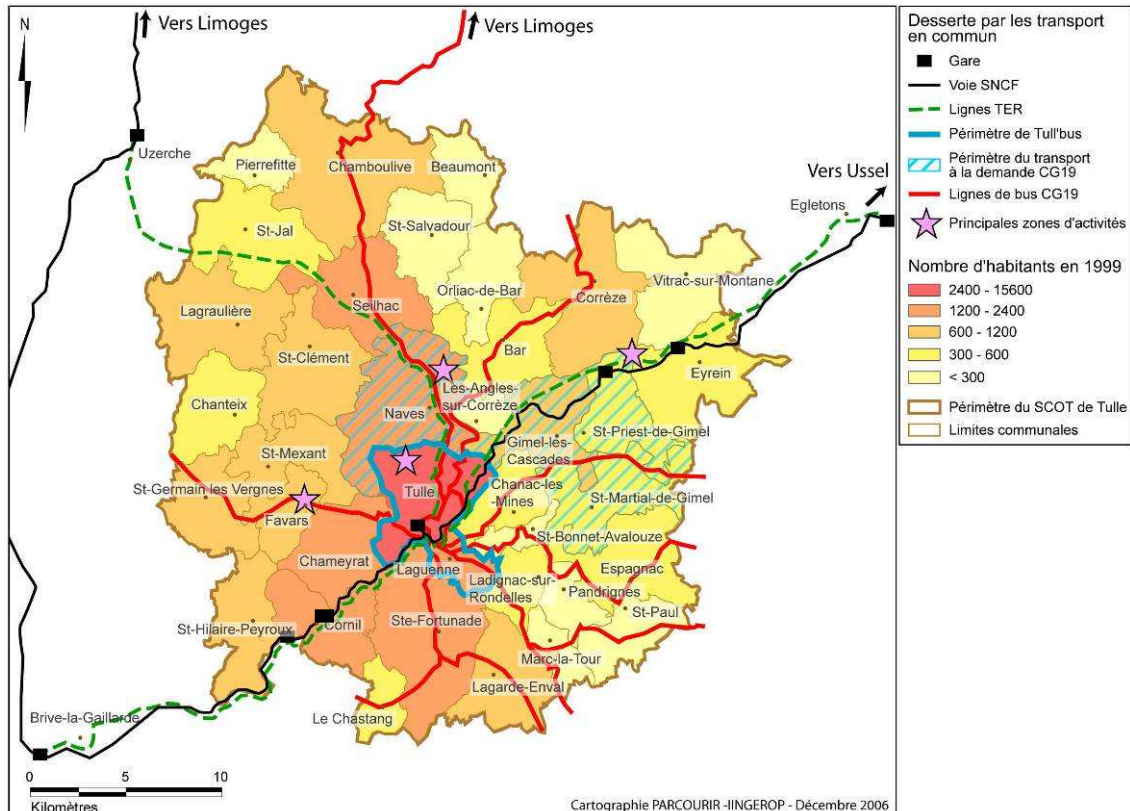 Vers Limoges
Vers Limoges
N
Uzerche
Pierrefitte
Chamboulive
Beaumont
Vers Ussel
Egletons
St-Jal
St-Salvadour
Vitrac-sur-Montane
Orliac-de-Bar
Corrèze
Seilhac
Lagraulière
Bar
St-Clément
Eyrein
Les-Angles-
sur-Corrèze
Chanteix
Naves
Gimel-les-
Cascades
St-Priest-de-Gimel
St-Mexant
Chanac-les
-Mines
St-Germain les Vergnes
Tulle
St-Martial-de-Gimel
Favars
St-Bonnet-Avalouze
Chameyrat
Laguenne
Ladignac-sur-
Rondelles
Espagnac
Pandrignes
St-Paul
St-Hilaire-Peyroux
Cornil
Ste-Fortunade
Marc-la-Tour
Lagarde-Enval
Brive-la-Gaillarde
Le Chastang
0 5 10
Kilomètres
Cartographie PARCOURIR -IINGEROP - Décembre 2006
Desserte par les transport
en commun
Gare
Voie SNCF
Lignes TER
Périmètre de Tull'bus
Périmètre du transport
à la demande CG19
Lignes de bus CG19
Principales zones d'activités
Nombre d'habitants en 1999
2400 - 15600
1200 - 2400
600 - 1200
300 - 600
< 300
Périmètre du SCOT de Tulle
Limites communales